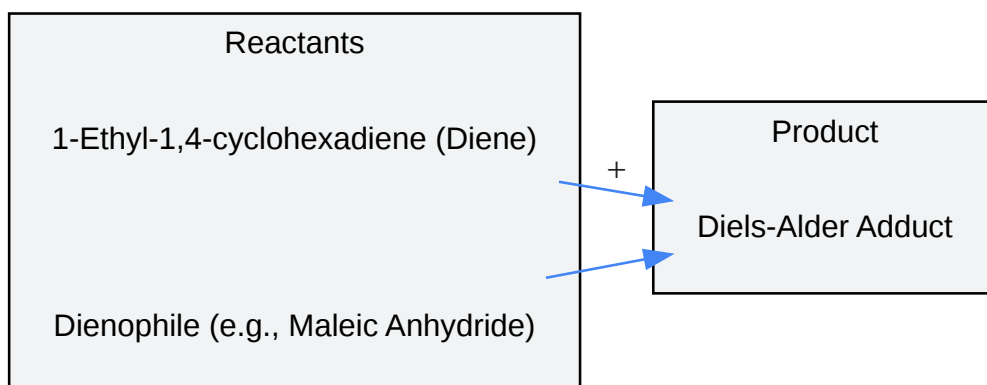 Reactants
1-Ethyl-1,4-cyclohexadiene (Diene)
Dienophile (e.g., Maleic Anhydride)
+
Product
Diels-Alder Adduct